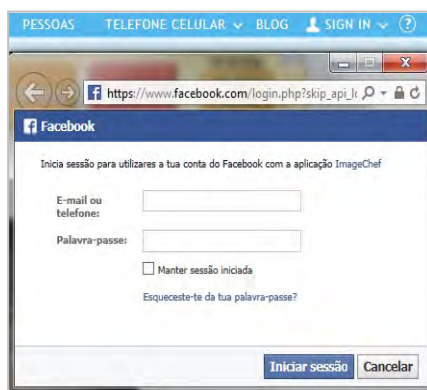 PESSOAS TELEFONE CELULAR BLOG SIGN IN ?
https://www.facebook.com/login.php?skip_api_l
Facebook
Inicia sessão para utilizares a tua conta do Facebook com a aplicação ImageChef
E-mail ou
telefone:
Palavra-passe:
Manter sessão iniciada
Esqueceste-te da tua palavra-passe?
Iniciar sessão Cancelar